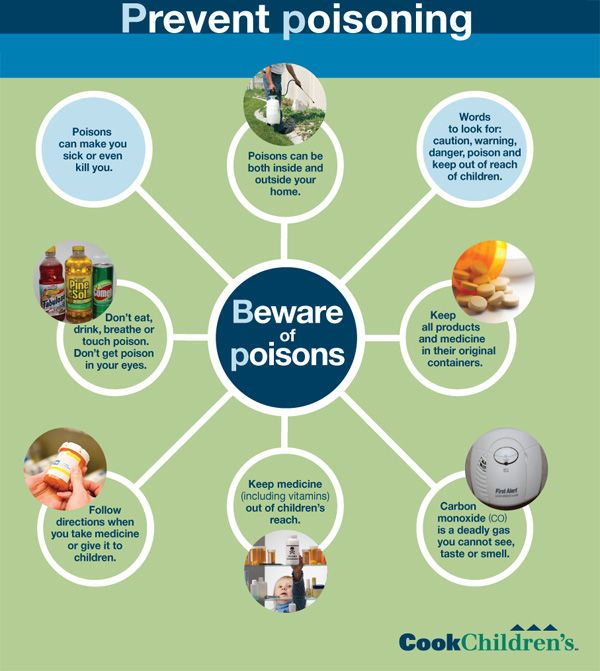 Prevent poisoning
Poisons
can make you
sick or even
kill you.
Poisons can be
both inside and
outside your
home.
Words
to look for:
caution, warning,
danger, poison and
keep out of reach
of children.
Fabuloso
Pine
Sol
Comet
Don't eat,
drink, breathe or
touch poison.
Don't get poison
in your eyes.
Beware
of
poisons
Keep
all products
and medicine
in their original
containers.
Follow
directions when
you take medicine
or give it to
children.
Keep medicine
(including vitamins)
out of children's
reach.
First Alert
Carbon
monoxide (CO)
is a deadly gas
you cannot see,
taste or smell.
CookChildren's